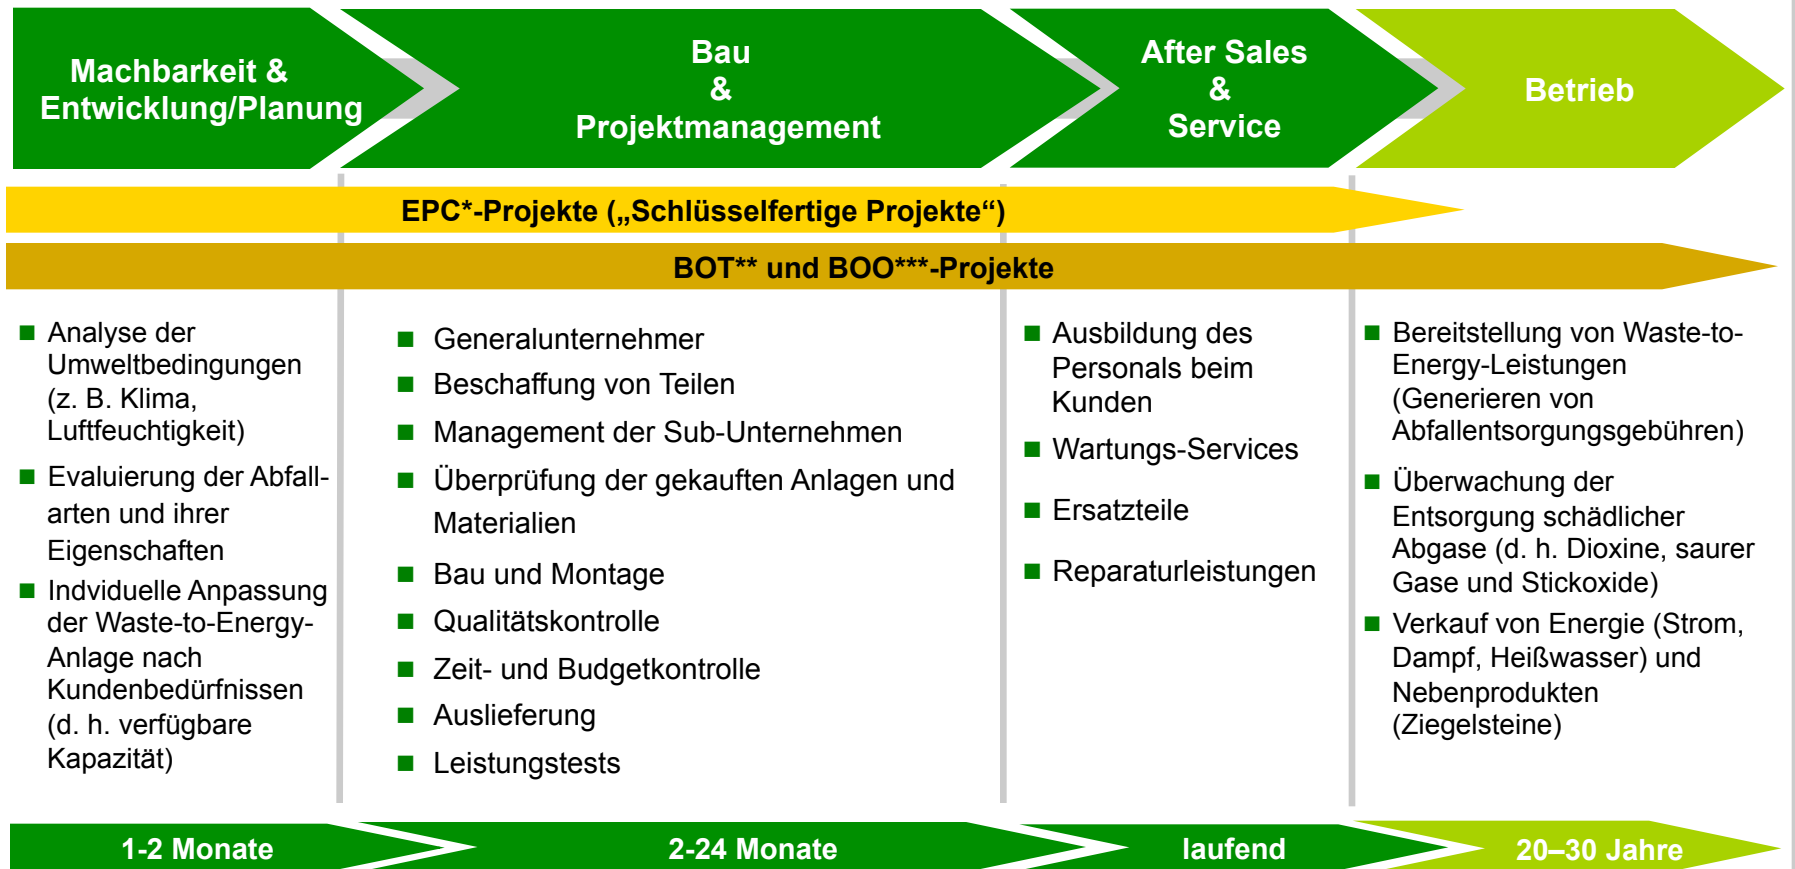 Machbarkeit &
Entwicklung/Planung
Bau
&
Projektmanagement
After Sales
&
Service
Betrieb
EPC*-Projekte („Schlüsselfertige Projekte“)
BOT** und BOO***-Projekte
Analyse der
Umweltbedingungen
(z. B. Klima,
Luftfeuchtigkeit)
Evaluierung der Abfall-
arten und ihrer
Eigenschaften
Indviduelle Anpassung
der Waste-to-Energy-
Anlage nach
Kundenbedürfnissen
(d. h. verfügbare
Kapazität)
Generalunternehmer
Beschaffung von Teilen
Management der Sub-Unternehmen
Überprüfung der gekauften Anlagen und
Materialien
Bau und Montage
Qualitätskontrolle
Zeit- und Budgetkontrolle
Auslieferung
Leistungstests
Ausbildung des
Personals beim
Kunden
Wartungs-Services
Ersatzteile
Reparaturleistungen
Bereitstellung von Waste-to-
Energy-Leistungen
(Generieren von
Abfallentsorgungsgebühren)
Überwachung der
Entsorgung schädlicher
Abgase (d. h. Dioxine, saurer
Gase und Stickoxide)
Verkauf von Energie (Strom,
Dampf, Heißwasser) und
Nebenprodukten
(Ziegelsteine)
1-2 Monate
2-24 Monate
laufend
20–30 Jahre